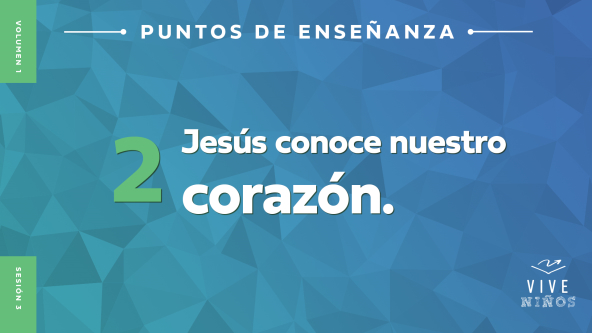 VOLUMEN 1
PUNTOS DE ENSEÑANZA
2
Jesús conoce nuestro
corazón.
SESIÓN 3
VIVE
NIÑOS